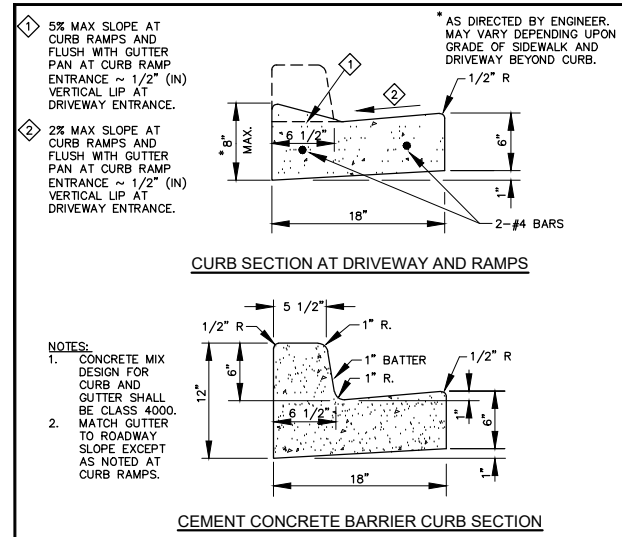 1 5% MAX SLOPE AT
CURB RAMPS AND
FLUSH WITH GUTTER
PAN AT CURB RAMP
ENTRANCE ~ 1/2" (IN)
VERTICAL LIP AT
DRIVEWAY ENTRANCE.
2 2% MAX SLOPE AT
CURB RAMPS AND
FLUSH WITH GUTTER
PAN AT CURB RAMP
ENTRANCE ~ 1/2" (IN)
VERTICAL LIP AT
DRIVEWAY ENTRANCE.
* AS DIRECTED BY ENGINEER.
MAY VARY DEPENDING UPON
GRADE OF SIDEWALK AND
DRIVEWAY BEYOND CURB.
1
2
1/2" R
* 8"
MAX.
6 1/2"
6"
1"
18"
2-#4 BARS
CURB SECTION AT DRIVEWAY AND RAMPS
5 1/2"
1/2" R
1" R.
1" BATTER
1" R.
1/2" R
12"
6"
6 1/2"
1"
6"
1"
18"
NOTES:
1. CONCRETE MIX
DESIGN FOR
CURB AND
GUTTER SHALL
BE CLASS 4000.
2. MATCH GUTTER
TO ROADWAY
SLOPE EXCEPT
AS NOTED AT
CURB RAMPS.
CEMENT CONCRETE BARRIER CURB SECTION